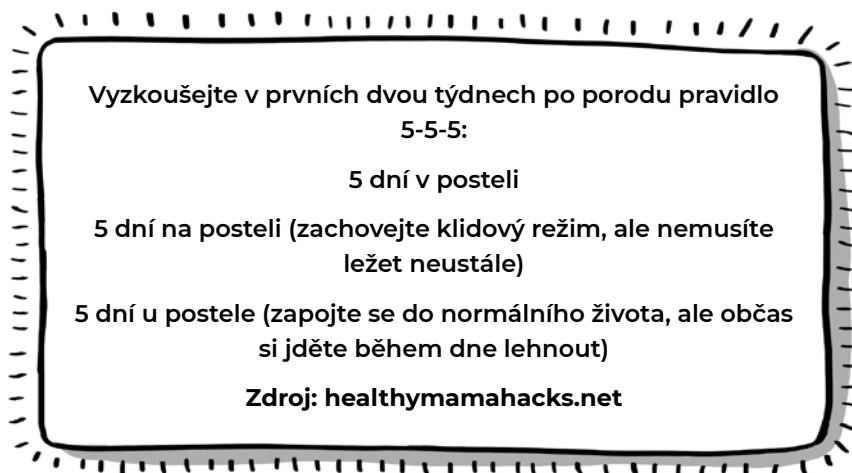 Vyzkoušejte v prvních dvou týdnech po porodu pravidlo
5-5-5:
5 dní v posteli
5 dní na posteli (zachovejte klidový režim, ale nemusíte
ležet neustále)
5 dní u postele (zapojte se do normálního života, ale občas
si jděte během dne lehnout)
Zdroj: healthymamahacks.net